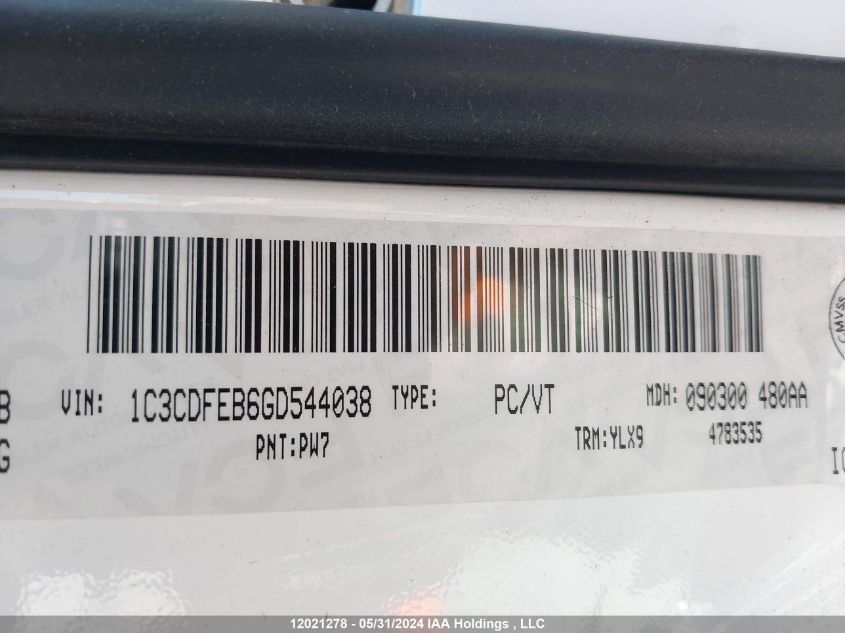 B VIN: 1C3CDFEB6GD544038 TYPE: PC/VT MDH: 090300 480AA
G PNT:PW7 TRM:YLX9 4783535
CMVSS
12021278 - 05/31/2024 IAA Holdings , LLC